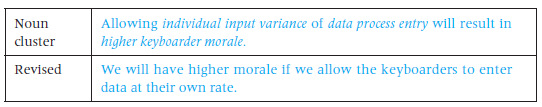 Noun cluster Allowing individual input variance of data process entry will result in
higher keyboarder morale.
Revised We will have higher morale if we allow the keyboarders to enter
data at their own rate.